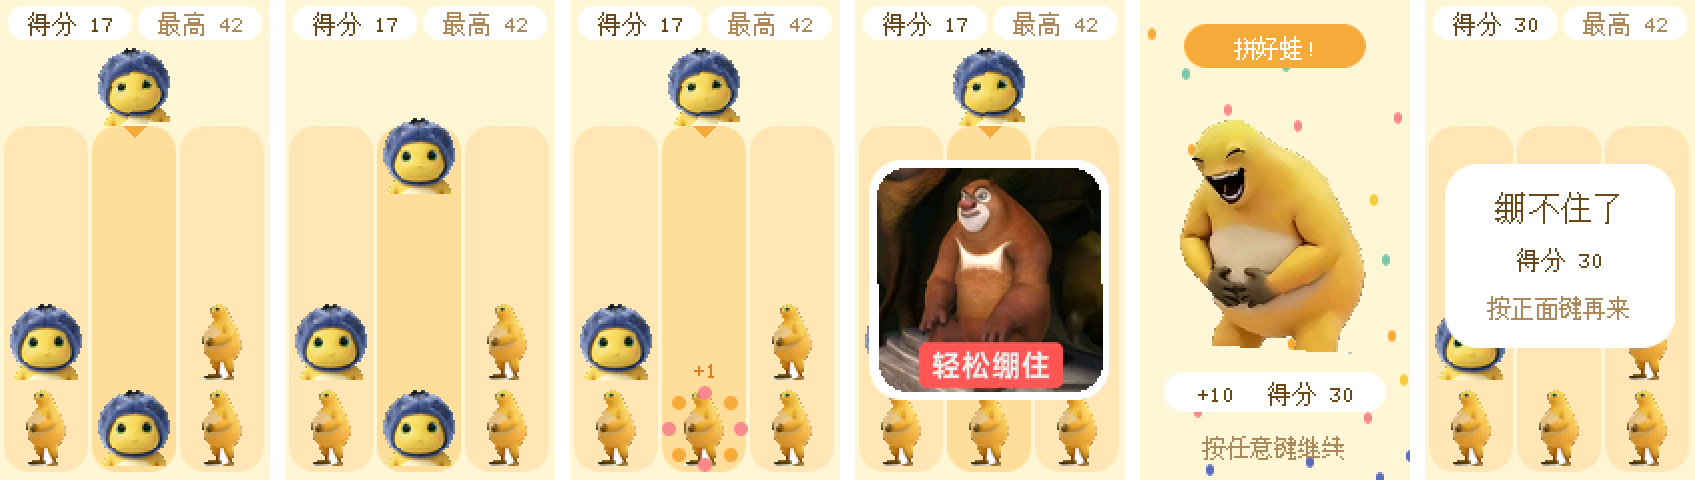 得分 17 最高 42
得分 17 最高 42
得分 17 最高 42
+1
得分 17 最高 42
轻松绷住
拼好蛙!
+10 得分 30
按任意键继续
得分 30 最高 42
绷不住了
得分 30
按正面键再来